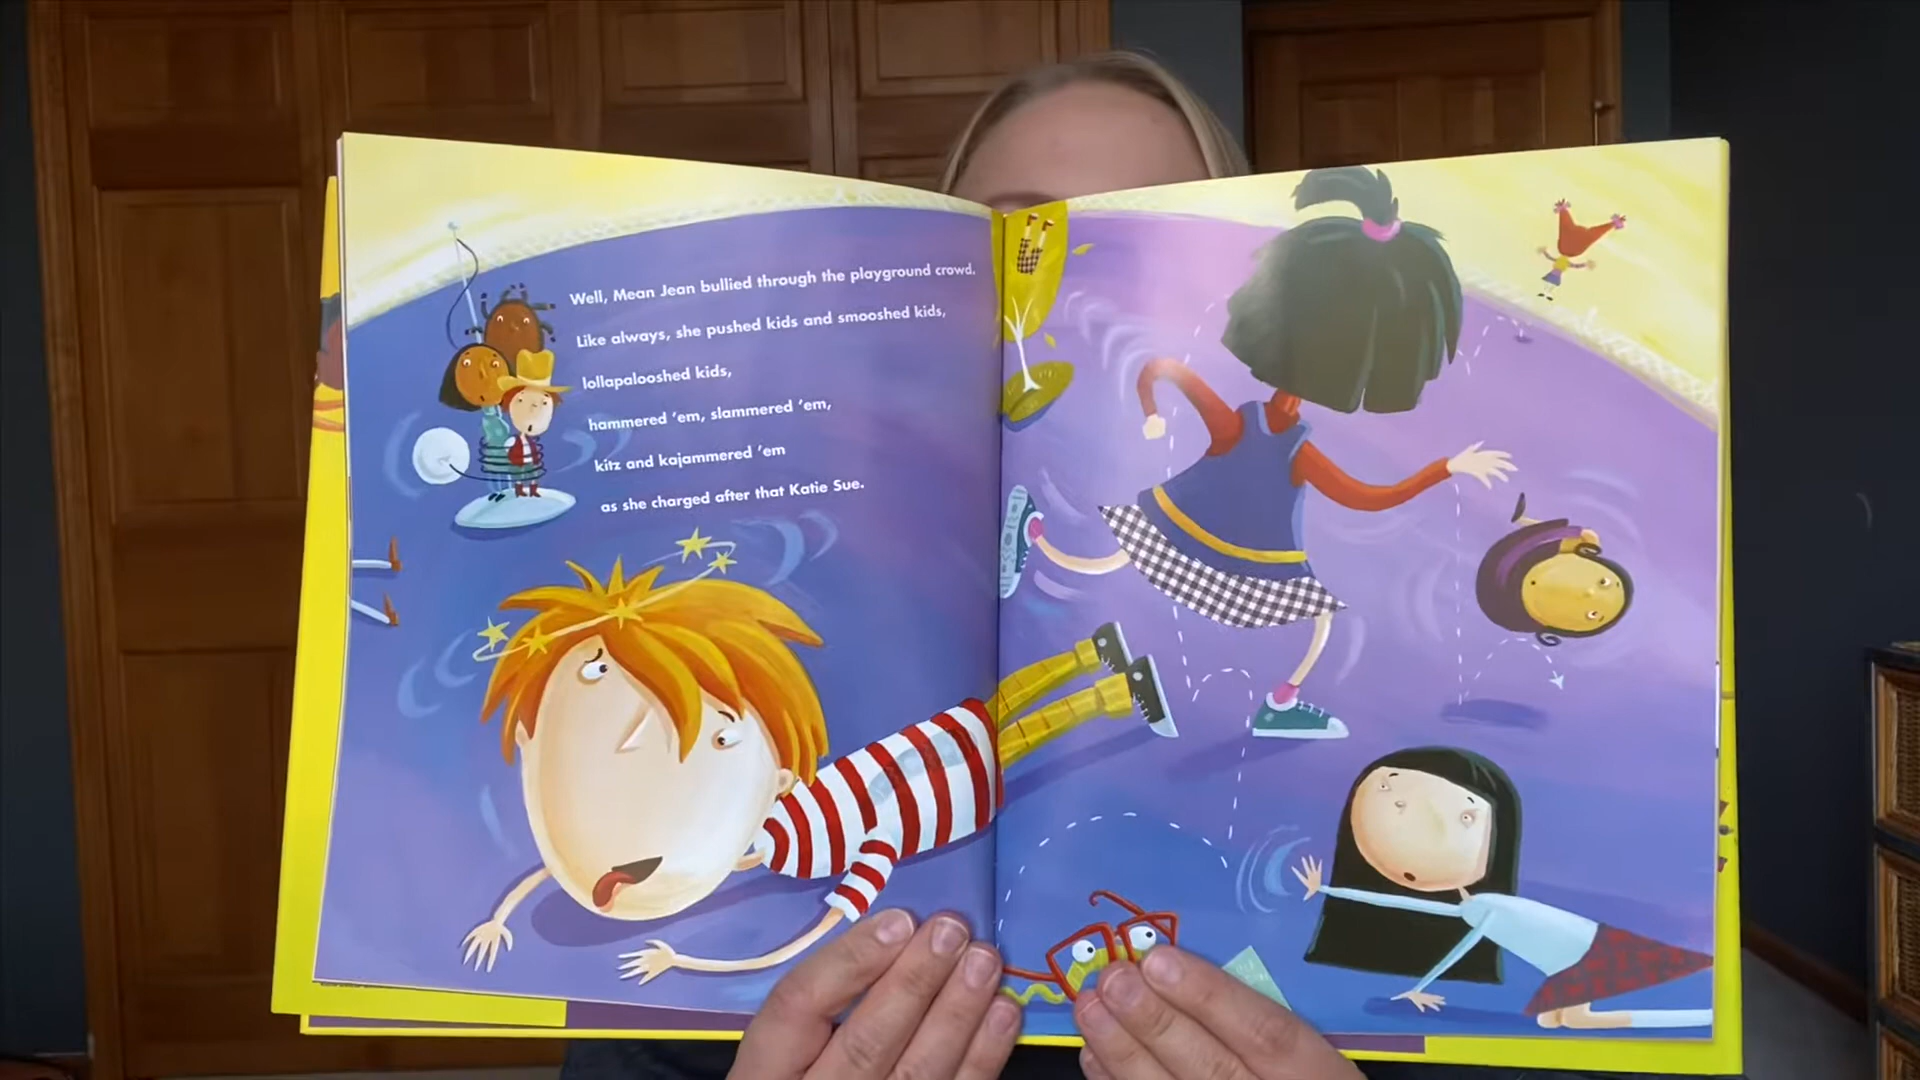 Well, Mean Jean bullied through the playground crowd.
Like always, she pushed kids and smooshed kids,
lollapalooshed kids,
hammered 'em, slammered 'em,
kitz and kajammered 'em
as she charged after that Katie Sue.